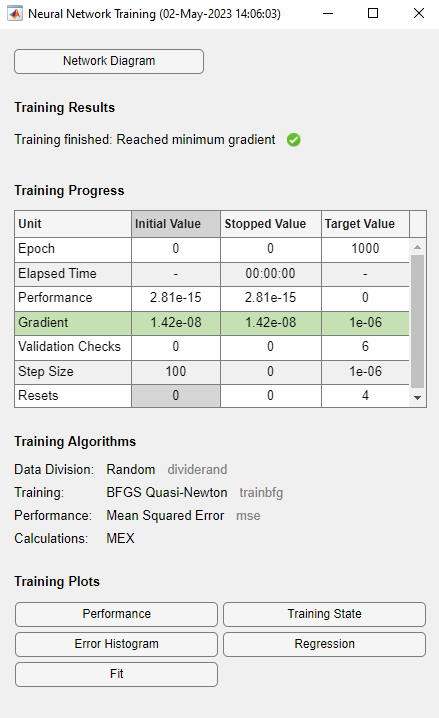 Neural Network Training (02-May-2023 14:06:03)
Network Diagram
Training Results
Training finished: Reached minimum gradient
Training Progress
Unit Initial Value Stopped Value Target Value
Epoch 0 0 1000
Elapsed Time - 00:00:00 -
Performance 2.81e-15 2.81e-15 0
Gradient 1.42e-08 1.42e-08 1e-06
Validation Checks 0 0 6
Step Size 100 0 1e-06
Resets 0 0 4
Training Algorithms
Data Division: Random dividerand
Training: BFGS Quasi-Newton trainbfg
Performance: Mean Squared Error mse
Calculations: MEX
Training Plots
Performance Training State
Error Histogram Regression
Fit